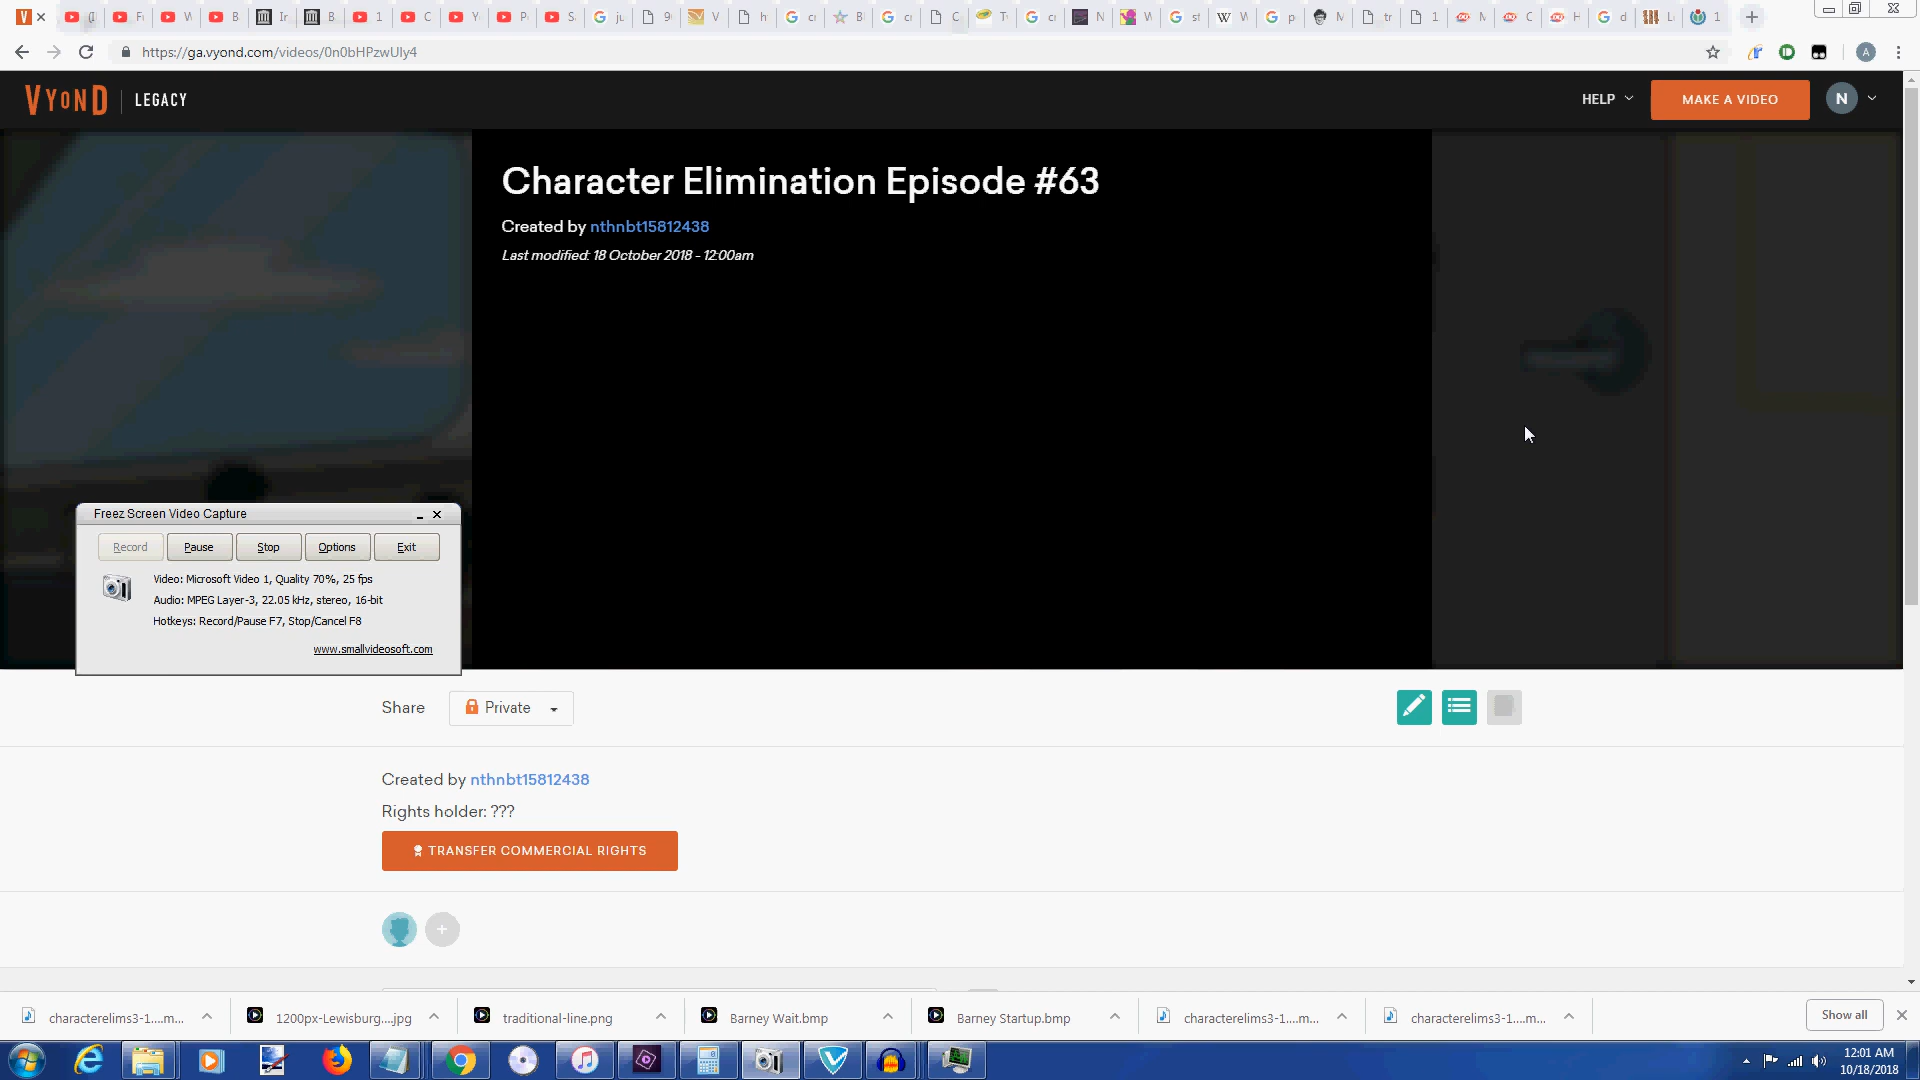 https://ga.vyond.com/videos/0n0bHPzwUly4
A
VYOND LEGACY
HELP
MAKE A VIDEO
N
Character Elimination Episode #63
Created by nthnbt15812438
Last modified: 18 October 2018 - 12:00am
Freez Screen Video Capture
Record Pause Stop Options Exit
Video: Microsoft Video 1, Quality 70%, 25 fps
Audio: MPEG Layer-3, 22.05 kHz, stereo, 16-bit
Hotkeys: Record/Pause F7, Stop/Cancel F8
www.smallvideosoft.com
Share Private
Created by nthnbt15812438
Rights holder: ???
TRANSFER COMMERCIAL RIGHTS
characterelims3-1....m... 1200px-Lewisburg....jpg traditional-line.png Barney Wait.bmp Barney Startup.bmp characterelims3-1....m... characterelims3-1....m... Show all
12:01 AM
10/18/2018